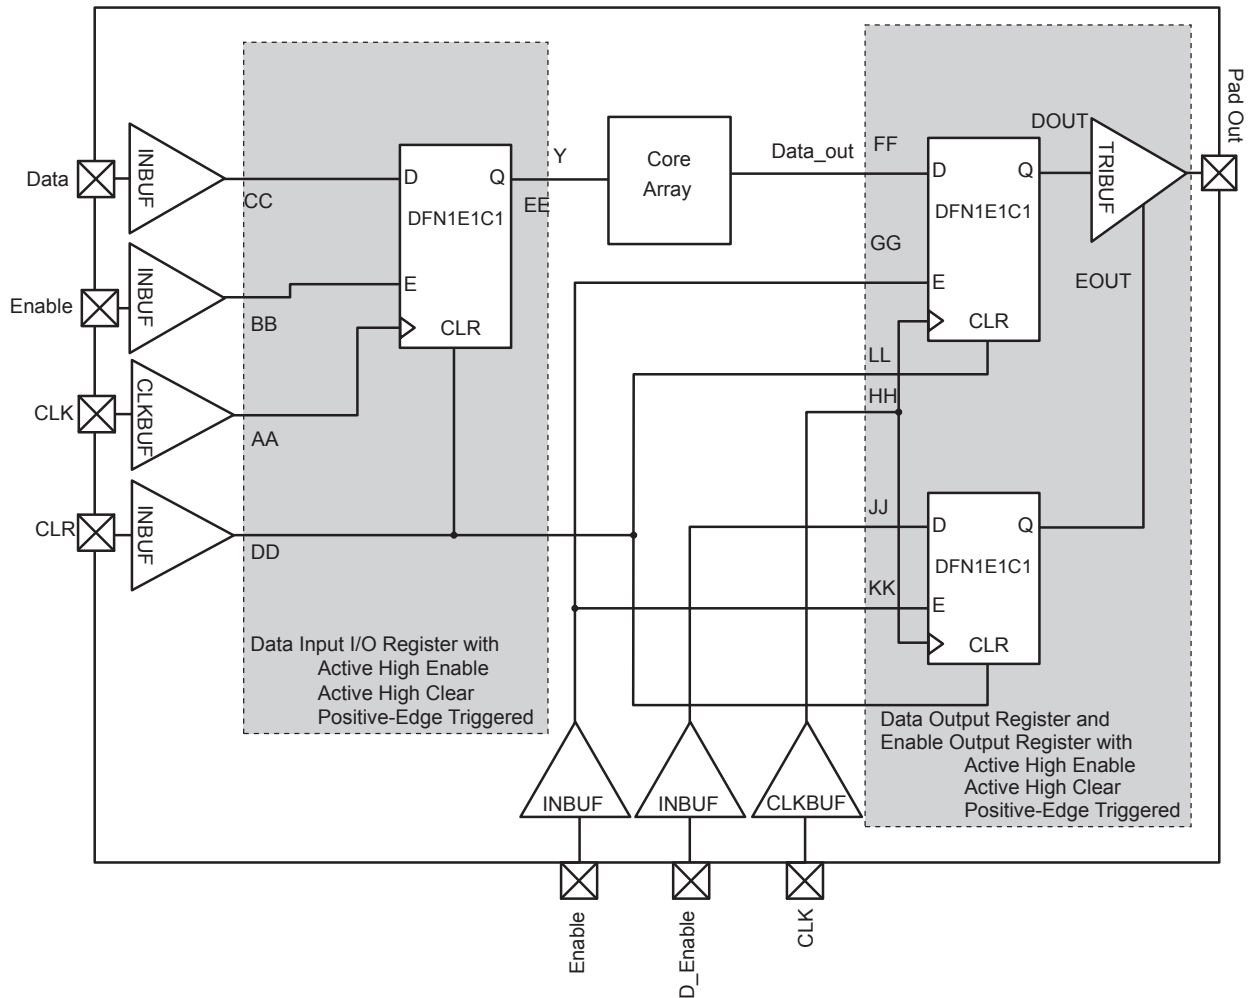 Pad Out
DOUT
FF
Data_out
Y
Core
Array
INBUF
TRIBUF
Data
D
Q
D
Q
CC
EE
DFN1E1C1
DFN1E1C1
GG
INBUF
EOUT
Enable
E
E
BB
CLR
CLR
LL
CLKBUF
HH
CLK
AA
INBUF
JJ
CLR
D
Q
DD
DFN1E1C1
KK
E
CLR
Data Input I/O Register with
Active High Enable
Active High Clear
Positive-Edge Triggered
Data Output Register and
Enable Output Register with
Active High Enable
Active High Clear
Positive-Edge Triggered
INBUF
INBUF
CLKBUF
Enable
D_Enable
CLK